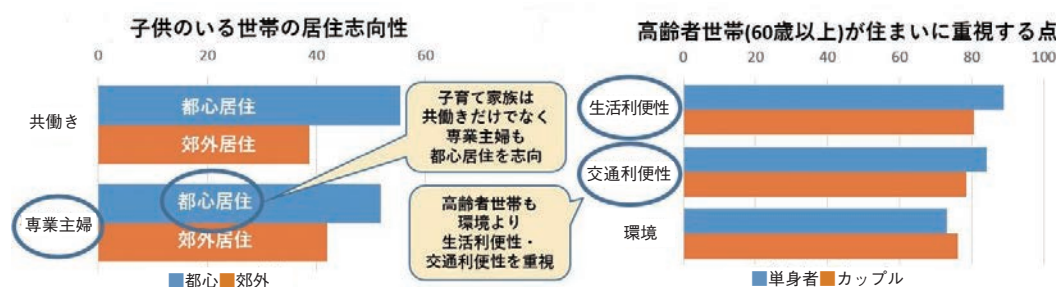 子供のいる世帯の居住志向性
0
20
40
60
共働き
都心居住
郊外居住
専業主婦
都心居住
郊外居住
■都心■郊外
子育て家族は
共働きだけでなく
専業主婦も
都心居住を志向
高齢者世帯も
環境より
生活利便性・
交通利便性を重視
高齢者世帯(60歳以上)が住まいに重視する点
0
20
40
60
80
100
生活利便性
交通利便性
環境
■単身者■カップル